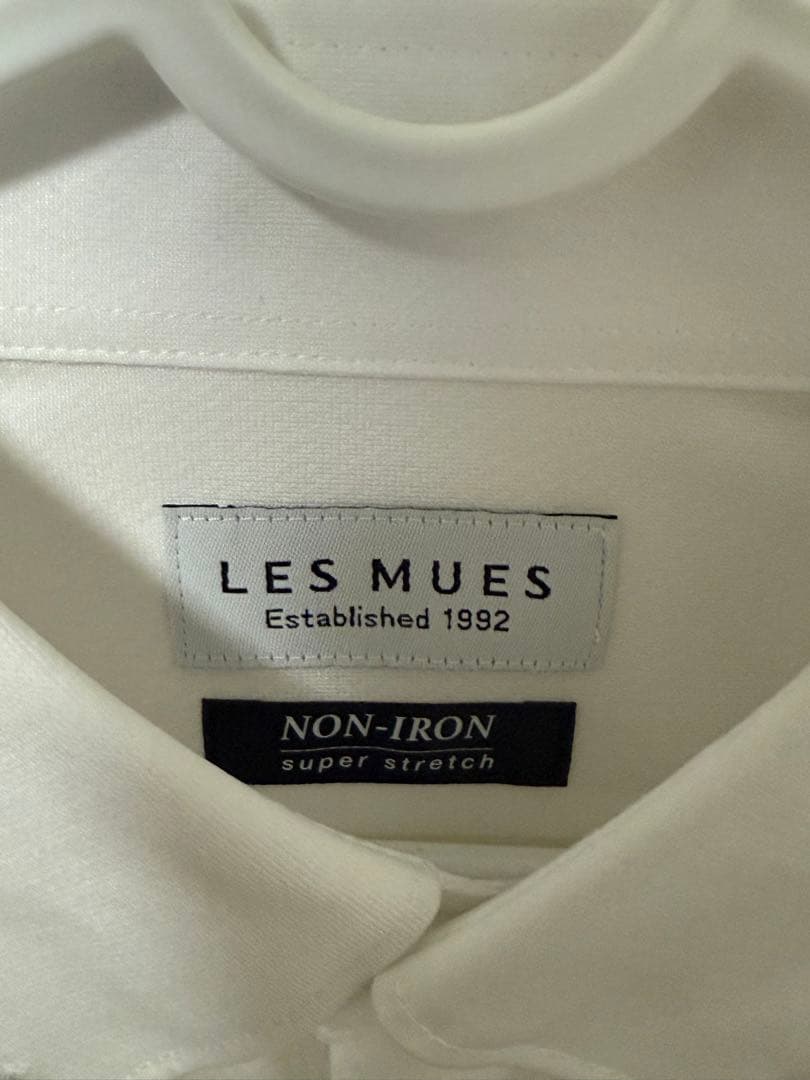 LES MUES
Established 1992
NON-IRON
super stretch